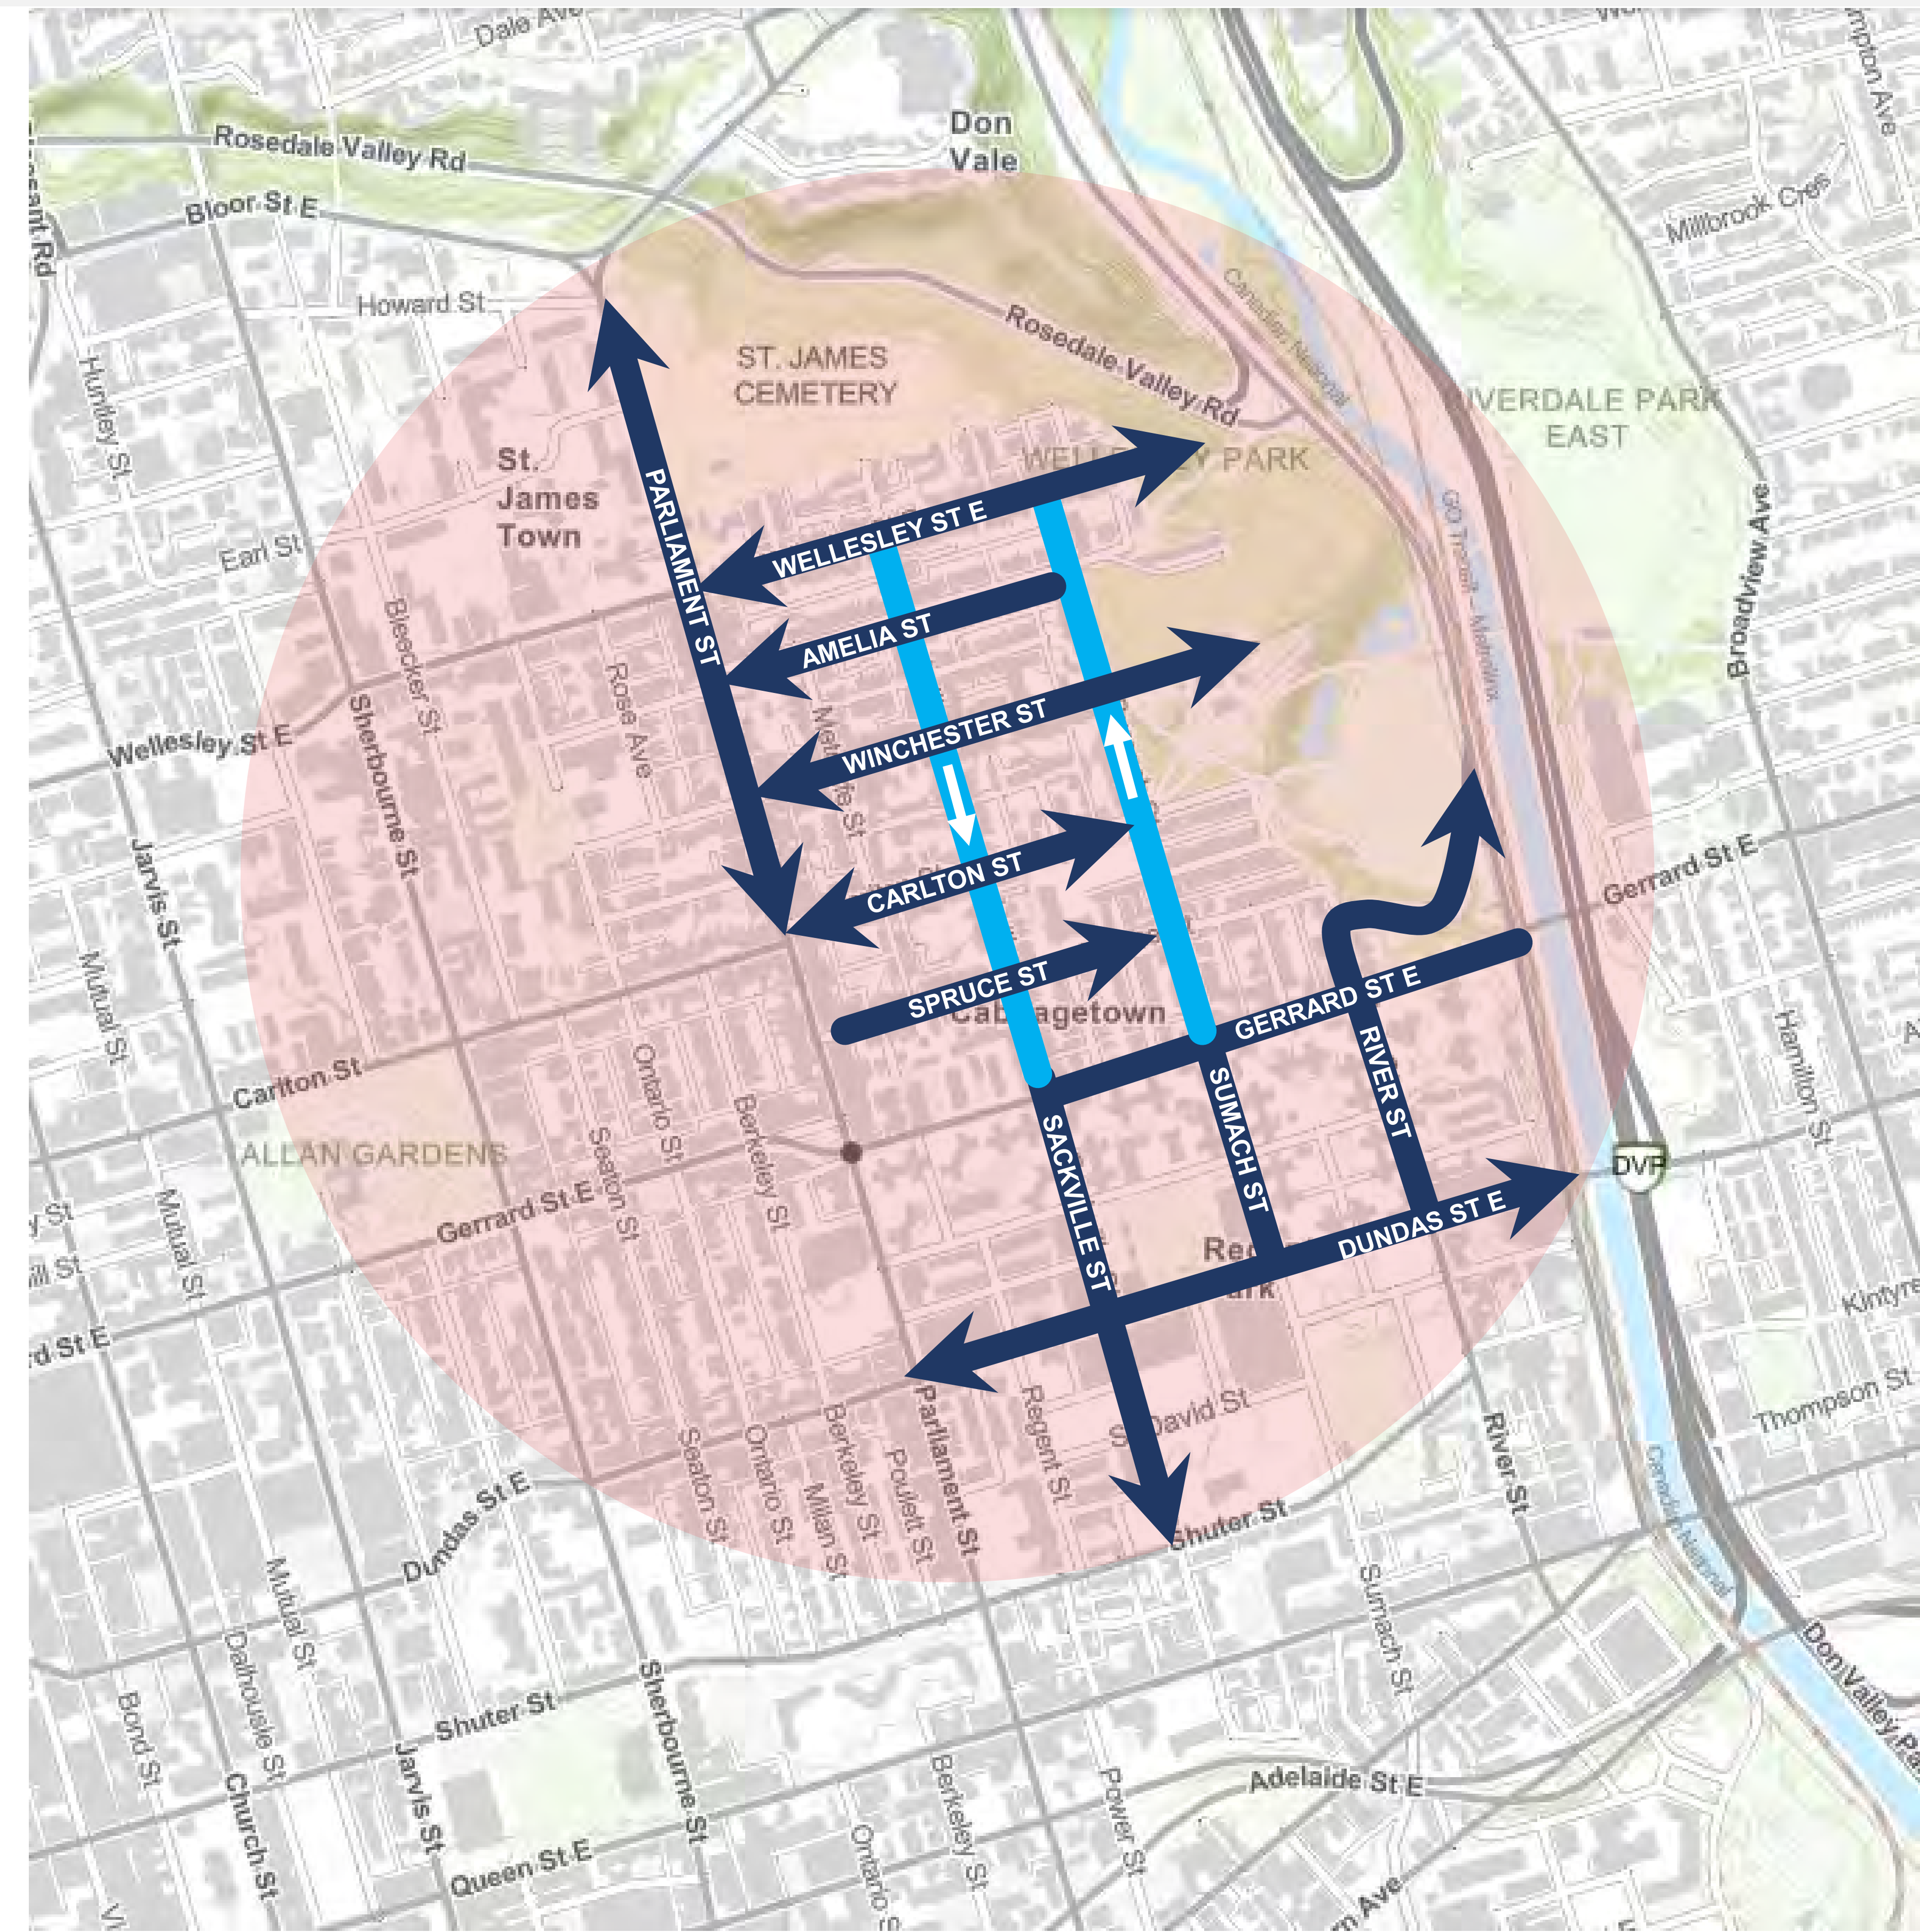 Dale Ave
Don
Vale
Rosedale Valley Rd
Bloor St E
Millbrook Cres
Howard St
Canadian National
Rosedale Valley Rd
ST. JAMES
CEMETERY
Huntley St
EAST
St.
James
Town
PARLIAMENT ST
WELLESLEY ST E
GO Transit - Metrolinx
Broadview Ave
Earl St
AMELIA ST
Bleecker St
Rose Ave
WINCHESTER ST
Wellesley St E
Sherbourne St
Jarvis St
CARLTON ST
Gerrard St E
Mutual St
SPRUCE ST
GERRARD ST E
Carlton St
Ontario St
Berkeley St
RIVER ST
Hamilton St
ALLAN GARDENS
Seaton St
SUMACH ST
SACKVILLE ST
DVP
Mutual St
Gerrard St E
DUNDAS ST E
Kintyre
rd St E
Parliament St
Regent St
David St
Thompson St
Seaton St
Ontario St
Berkeley St
Milan St
Poulett St
River St
Dundas St E
Shuter St
Mutual St
Dalhousie St
Sumach St
Canadian National
Don Valley Pa
Bond St
Shuter St
Sherbourne St
Church St
Jarvis St
Berkeley St
Power St
Adelaide St E
Queen St E
Ontario S